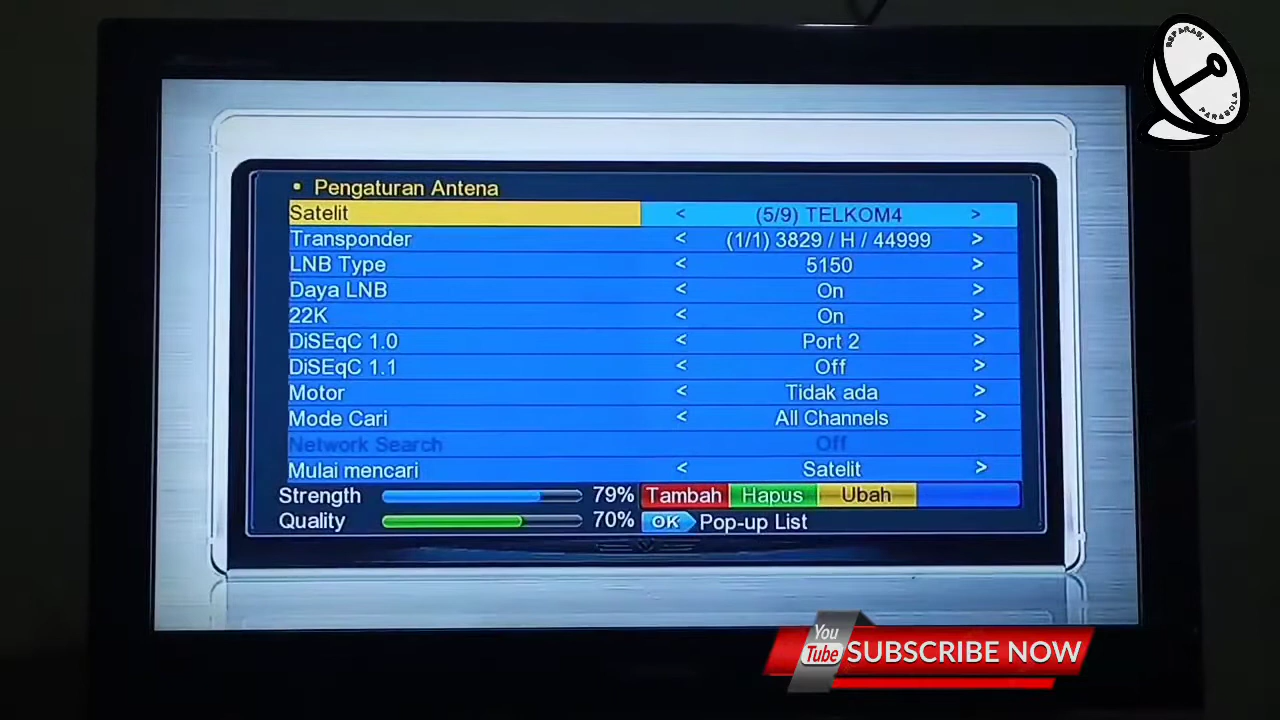 REPARASI
PARABOLA
Pengaturan Antena
Satelit < (5/9) TELKOM4 >
Transponder < (1/1) 3829 / H / 44999 >
LNB Type < 5150 >
Daya LNB < On >
22K < On >
DiSEqC 1.0 < Port 2 >
DiSEqC 1.1 < Off >
Motor < Tidak ada >
Mode Cari < All Channels >
Network Search Off
Mulai mencari < Satelit >
Strength 79% Tambah Hapus Ubah
Quality 70% OK Pop-up List
You Tube SUBSCRIBE NOW